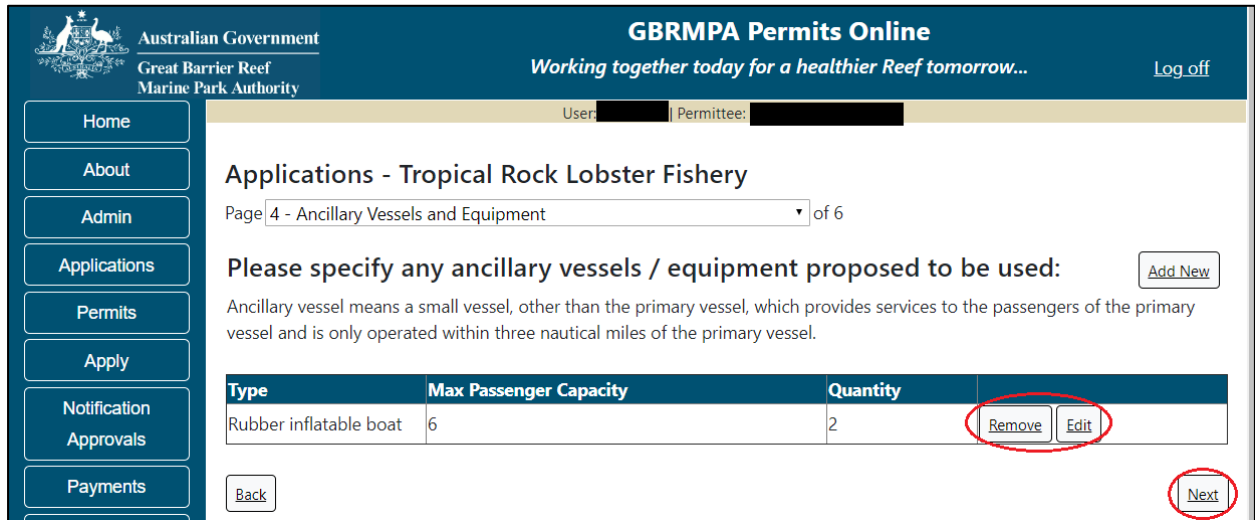 Australian Government
Great Barrier Reef
Marine Park Authority
GBRMPA Permits Online
Working together today for a healthier Reef tomorrow...
Log off
Home
About
Admin
Applications
Permits
Apply
Notification
Approvals
Payments
User: | Permittee:
Applications - Tropical Rock Lobster Fishery
Page 4 - Ancillary Vessels and Equipment of 6
Please specify any ancillary vessels / equipment proposed to be used:
Add New
Ancillary vessel means a small vessel, other than the primary vessel, which provides services to the passengers of the primary
vessel and is only operated within three nautical miles of the primary vessel.
Type Max Passenger Capacity Quantity
Rubber inflatable boat 6 2 Remove Edit
Back Next